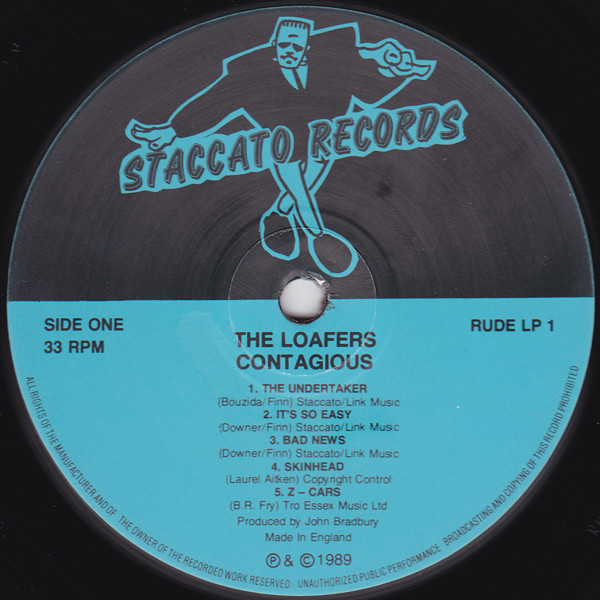 STACCATO RECORDS
SIDE ONE
33 RPM
RUDE LP 1
THE LOAFERS
CONTAGIOUS
1. THE UNDERTAKER
(Bouzida/Finn) Staccato/Link Music
2. IT'S SO EASY
(Downer/Finn) Staccato/Link Music
3. BAD NEWS
(Downer/Finn) Staccato/Link Music
4. SKINHEAD
(Laurel Aitken) Copyright Control
5. Z – CARS
(B.R. Fry) Tro Essex Music Ltd
Produced by John Bradbury
Made In England
Ⓟ & © 1989
ALL RIGHTS OF THE MANUFACTURER AND OF THE OWNER OF THE RECORDED WORK RESERVED - UNAUTHORIZED PUBLIC PERFORMANCE BROADCASTING AND COPYING OF THIS RECORD PROHIBITED